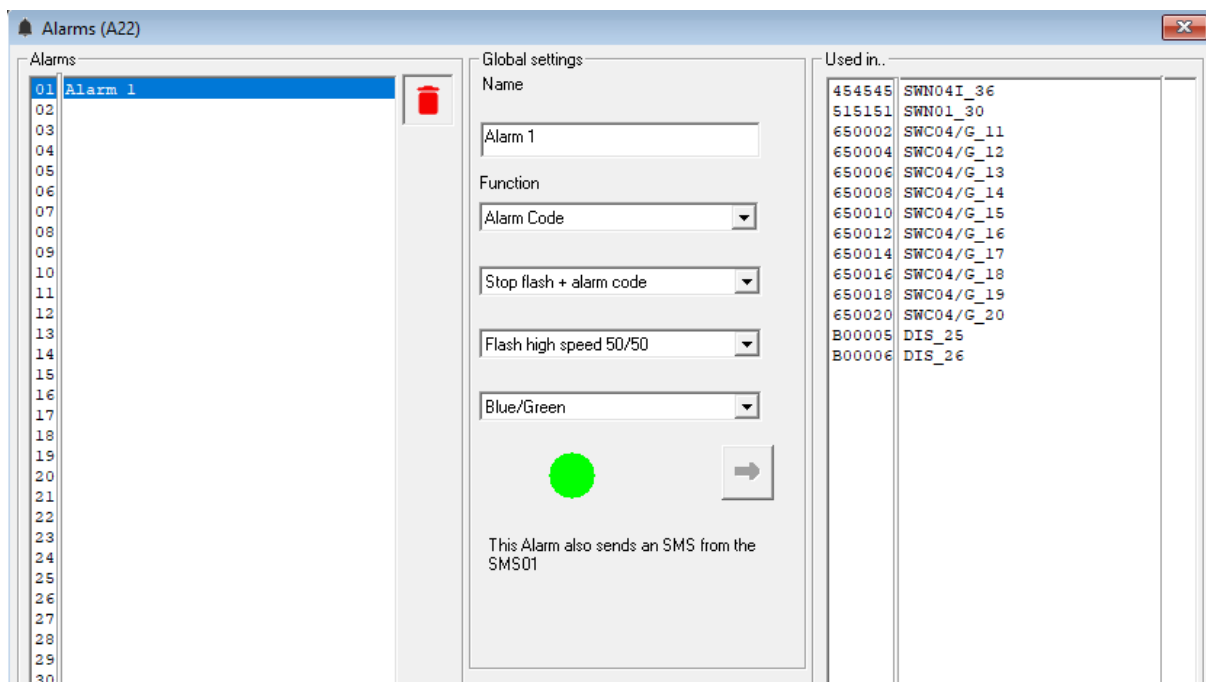 Alarms (A22)
Alarms
01 Alarm 1
02
03
04
05
06
07
08
09
10
11
12
13
14
15
16
17
18
19
20
21
22
23
24
25
26
27
28
29
30
Global settings
Name
Alarm 1
Function
Alarm Code
Stop flash + alarm code
Flash high speed 50/50
Blue/Green
This Alarm also sends an SMS from the
SMS01
Used in..
454545 SWN04I_36
515151 SWN01_30
650002 SWC04/G_11
650004 SWC04/G_12
650006 SWC04/G_13
650008 SWC04/G_14
650010 SWC04/G_15
650012 SWC04/G_16
650014 SWC04/G_17
650016 SWC04/G_18
650018 SWC04/G_19
650020 SWC04/G_20
B00005 DIS_25
B00006 DIS_26